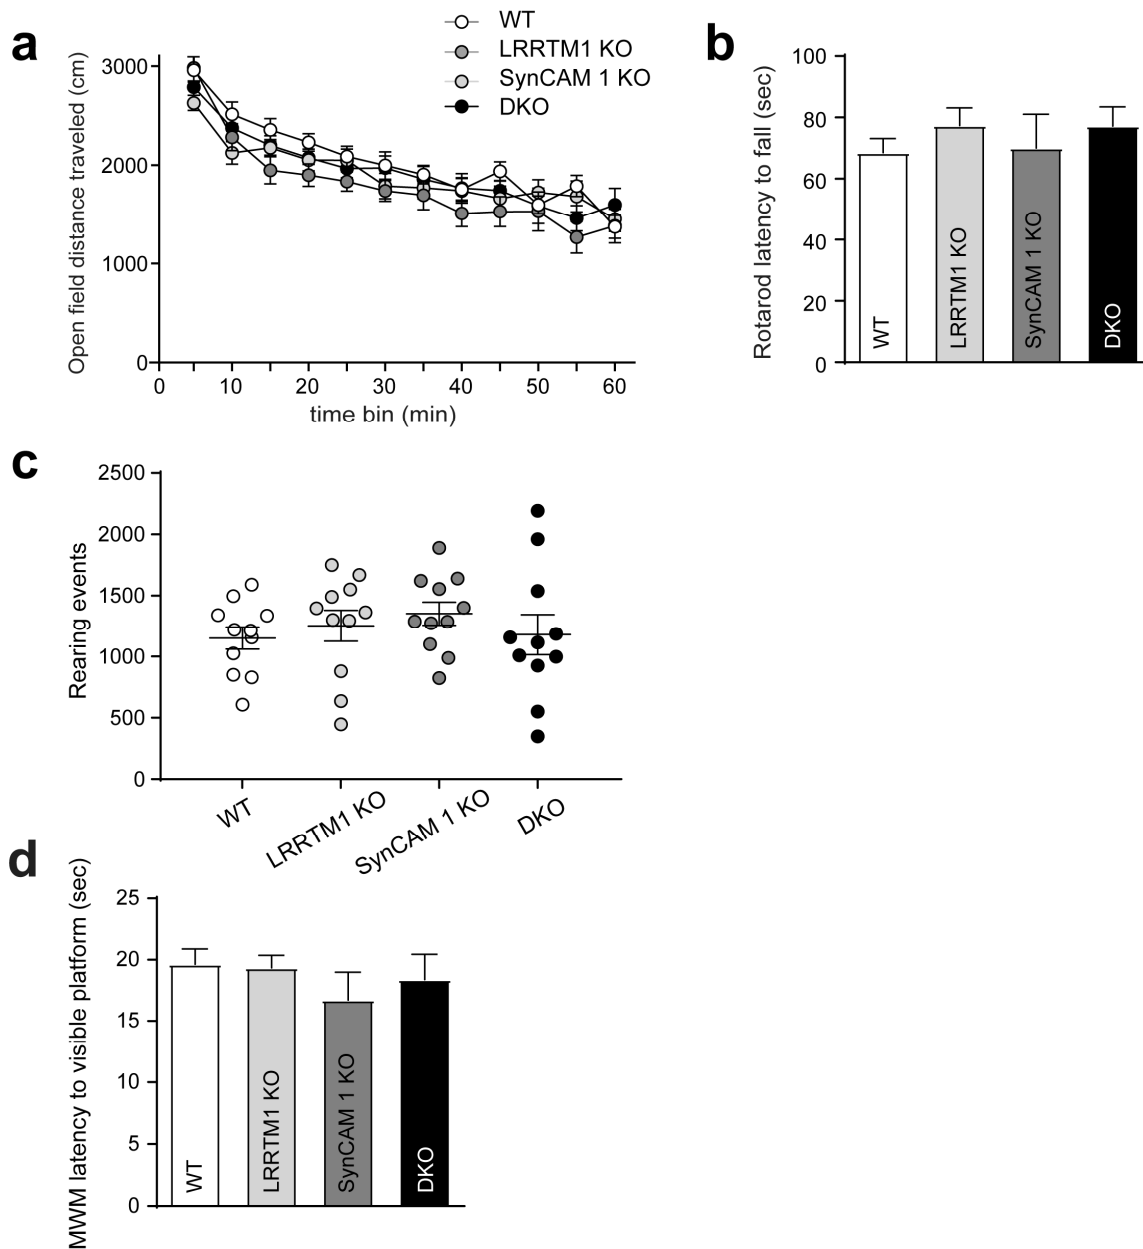 a
WT
LRRTM1 KO
SynCAM 1 KO
DKO
Open field distance traveled (cm)
3000
2000
1000
0
0 10 20 30 40 50 60
time bin (min)
b
Rotarod latency to fall (sec)
100
80
60
40
20
0
WT
LRRTM1 KO
SynCAM 1 KO
DKO
c
Rearing events
2500
2000
1500
1000
500
0
WT
LRRTM1 KO
SynCAM 1 KO
DKO
d
MWM latency to visible platform (sec)
25
20
15
10
5
0
WT
LRRTM1 KO
SynCAM 1 KO
DKO